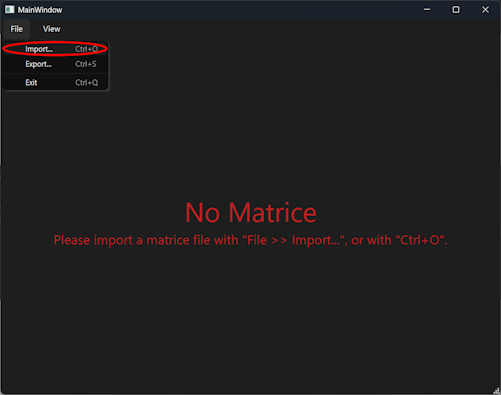 MainWindow
File View
Import... Ctrl+O
Export... Ctrl+S
Exit Ctrl+Q
No Matrice
Please import a matrice file with "File >> Import...", or with "Ctrl+O".